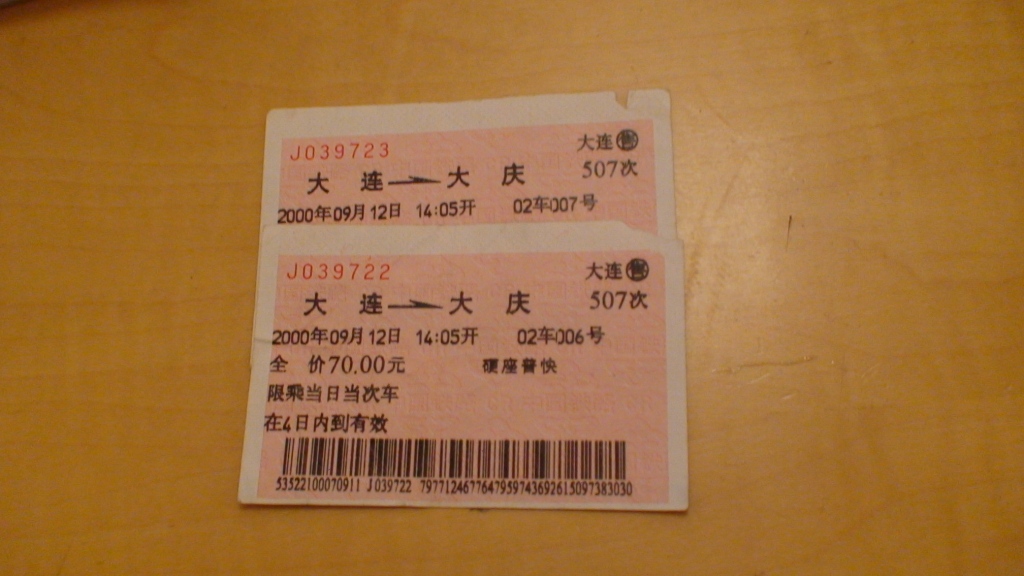 J039723 大连㊣售
大 连 → 大 庆 507次
2000年09月12日 14:05开 02车007号
J039722 大连售
大 连 → 大 庆 507次
2000年09月12日 14:05开 02车006号
全 价70.00元 硬座普快
限乘当日当次车
在4日内到有效
53522100070911 J039722 7977124677647959743692615097383030